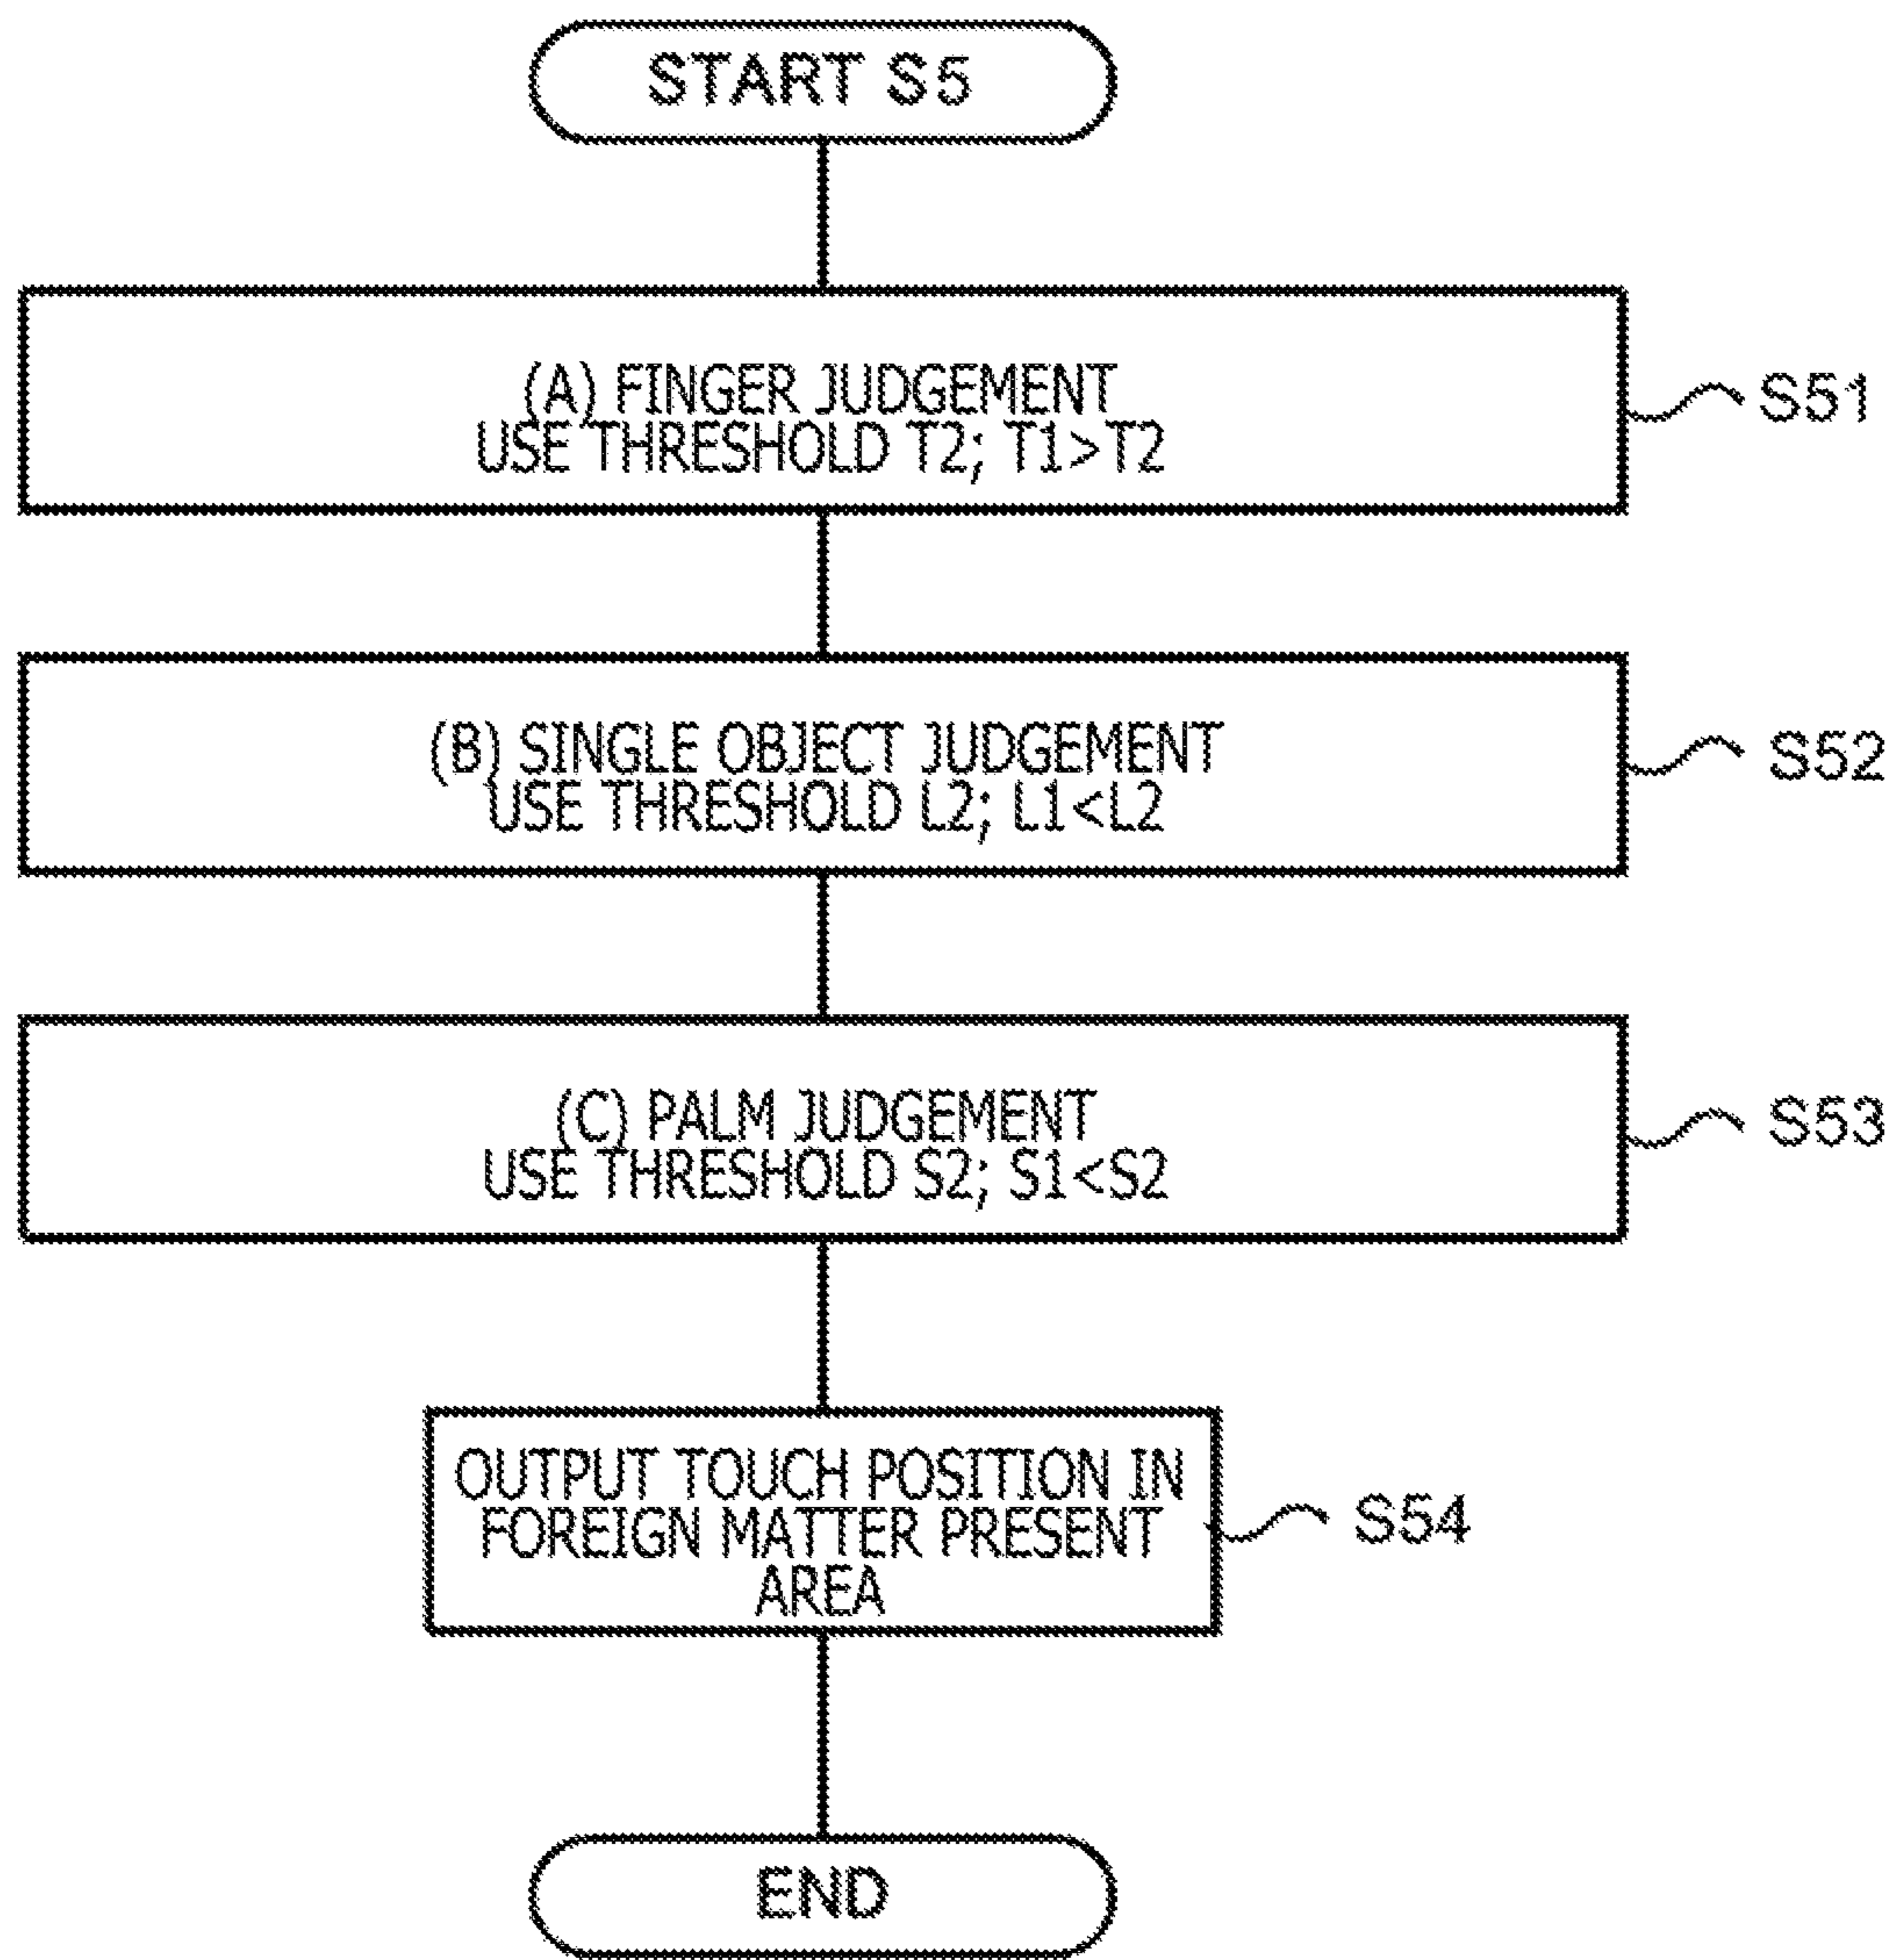 START S5
(A) FINGER JUDGEMENT
USE THRESHOLD T2; T1>T2
S51
(B) SINGLE OBJECT JUDGEMENT
USE THRESHOLD L2; L1<L2
S52
(C) PALM JUDGEMENT
USE THRESHOLD S2; S1<S2
S53
OUTPUT TOUCH POSITION IN
FOREIGN MATTER PRESENT
AREA
S54
END